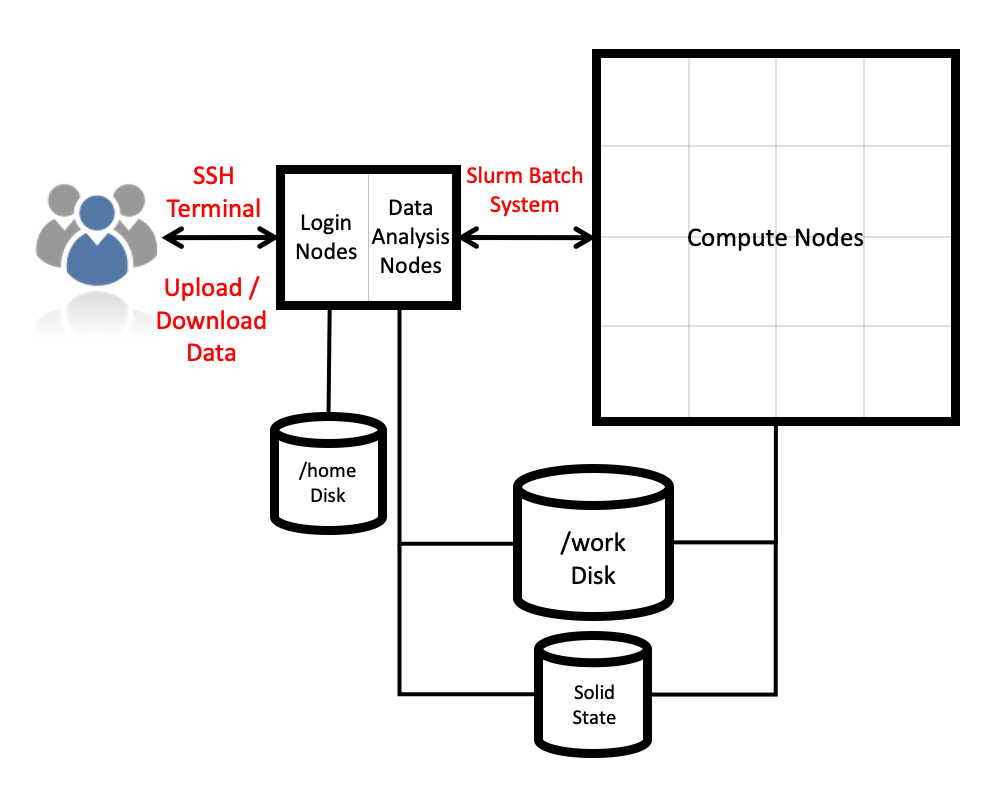 SSH
Terminal
Upload /
Download
Data
Login
Nodes
Data
Analysis
Nodes
Slurm Batch
System
Compute Nodes
/home
Disk
/work
Disk
Solid
State